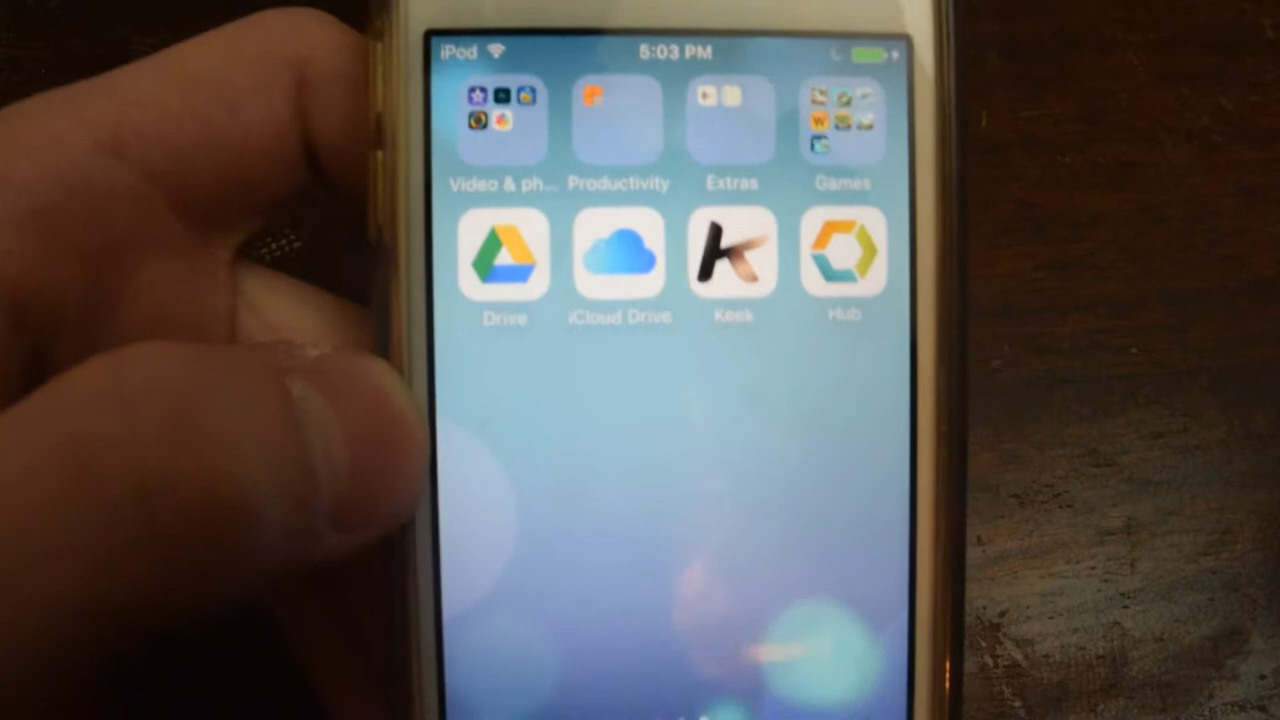 iPod 5:03 PM
Video & ph... Productivity Extras Games
Drive iCloud Drive Keek Hub